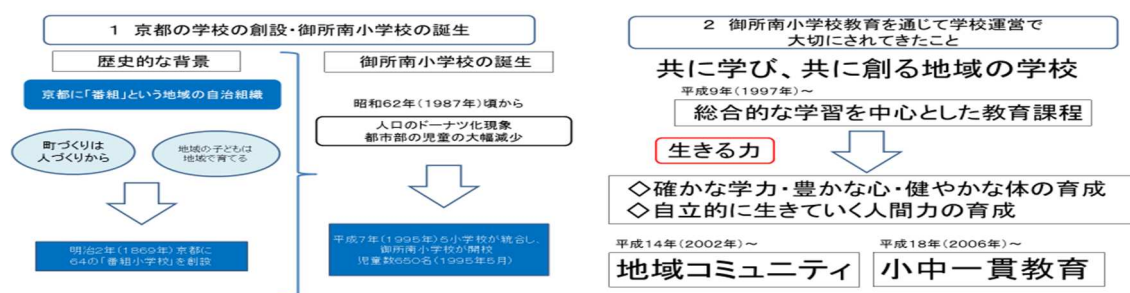 1 京都の学校の創設・御所南小学校の誕生
歴史的な背景
京都に「番組」という地域の自治組織
町づくりは
人づくりから
地域の子どもは
地域で育てる
明治2年(1869年)京都に
64の「番組小学校」を創設
御所南小学校の誕生
昭和62年(1987年)頃から
人口のドーナツ化現象
都市部の児童の大幅減少
平成7年(1995年)5小学校が統合し、
御所南小学校が開校
児童数650名(1995年5月)
2 御所南小学校教育を通じて学校運営で
大切にされてきたこと
共に学び、共に創る地域の学校
平成9年(1997年)～
総合的な学習を中心とした教育課程
生きる力
◇確かな学力・豊かな心・健やかな体の育成
◇自立的に生きていく人間力の育成
平成14年(2002年)～
地域コミュニティ
平成18年(2006年)～
小中一貫教育